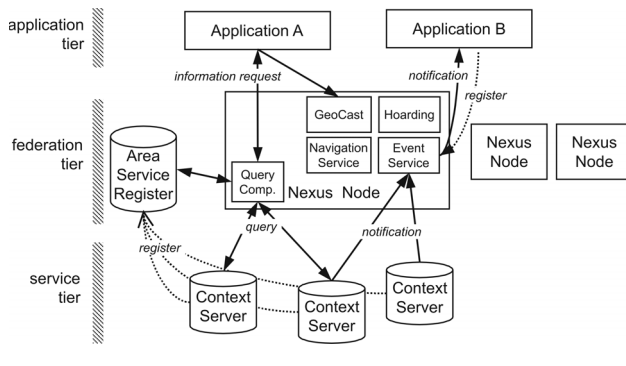 application
tier
Application A
Application B
information request
notification
register
federation
tier
Area
Service
Register
GeoCast
Hoarding
Navigation
Service
Event
Service
Query
Comp.
Nexus Node
Nexus
Node
Nexus
Node
query
notification
register
service
tier
Context
Server
Context
Server
Context
Server